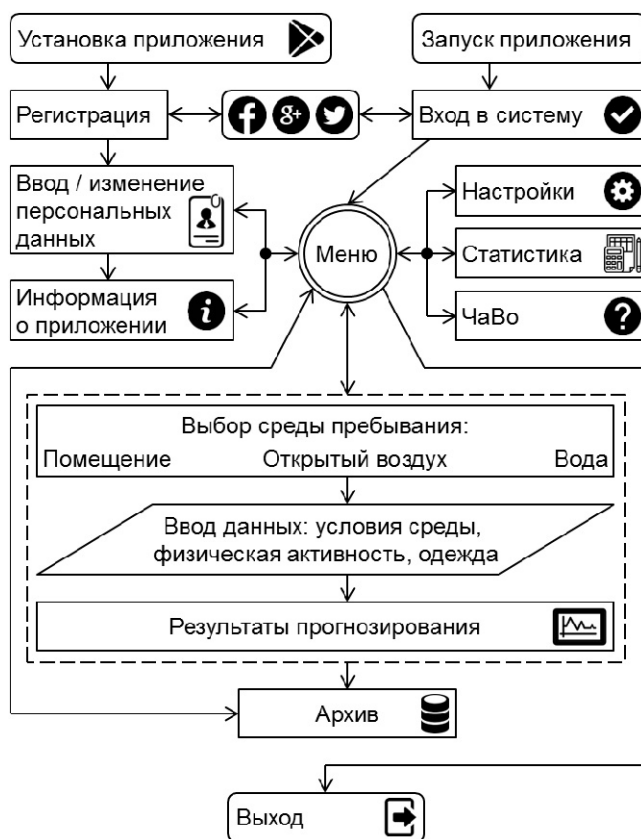 Установка приложения
Запуск приложения
Регистрация
f
g+
Вход в систему
Ввод / изменение
персональных
данных
Меню
Настройки
Статистика
Информация
о приложении
i
ЧаВо
?
Выбор среды пребывания:
Помещение Открытый воздух Вода
Ввод данных: условия среды,
физическая активность, одежда
Результаты прогнозирования
Архив
Выход